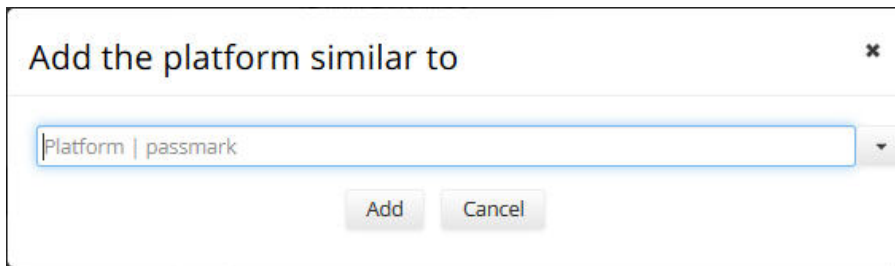 Add the platform similar to
Platform | passmark
Add Cancel